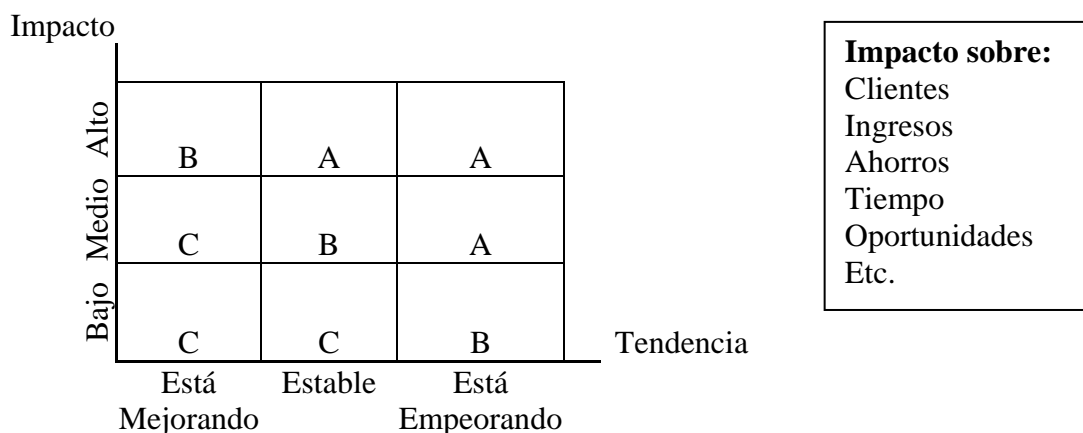 Impacto
Alto
B A A
Medio
C B A
Bajo
C C B
Tendencia
Está Estable Está
Mejorando Empeorando
Impacto sobre:
Clientes
Ingresos
Ahorros
Tiempo
Oportunidades
Etc.